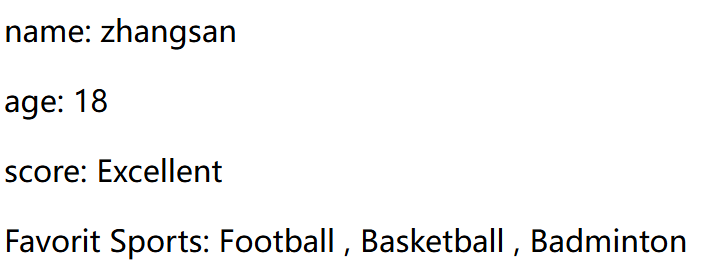 name: zhangsan
age: 18
score: Excellent
Favorit Sports: Football , Basketball , Badminton